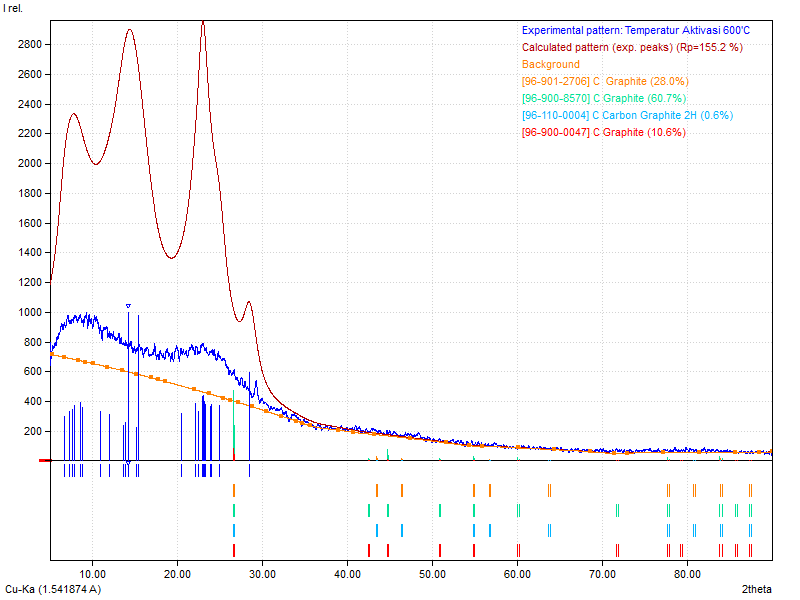 I rel.
Experimental pattern: Temperatur Aktivasi 600'C
Calculated pattern (exp. peaks) (Rp=155.2 %)
Background
[96-901-2706] C Graphite (28.0%)
[96-900-8570] C Graphite (60.7%)
[96-110-0004] C Carbon Graphite 2H (0.6%)
[96-900-0047] C Graphite (10.6%)
2800
2600
2400
2200
2000
1800
1600
1400
1200
1000
800
600
400
200
10.00 20.00 30.00 40.00 50.00 60.00 70.00 80.00
Cu-Ka (1.541874 A) 2theta